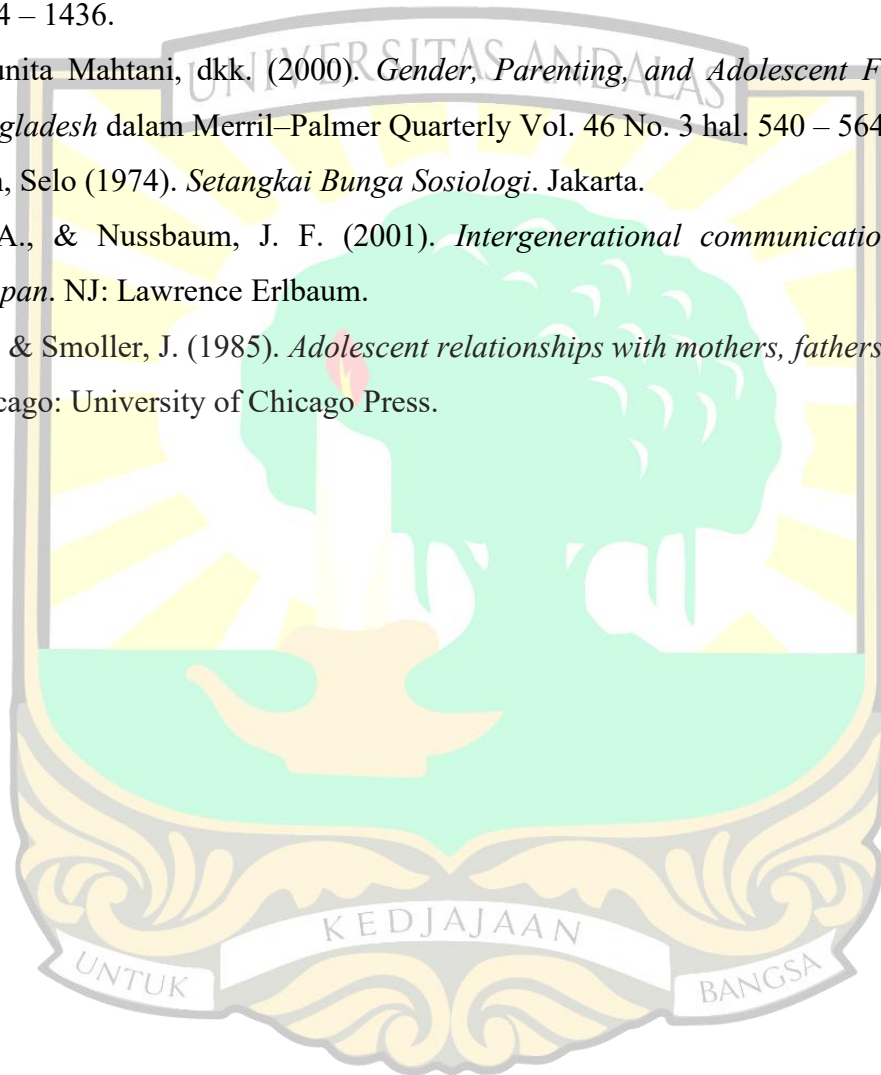 4 – 1436.
UNIVERSITAS ANDALAS
unita Mahtani, dkk. (2000). Gender, Parenting, and Adolescent F
gladesh dalam Merril–Palmer Quarterly Vol. 46 No. 3 hal. 540 – 564
, Selo (1974). Setangkai Bunga Sosiologi. Jakarta.
A., & Nussbaum, J. F. (2001). Intergenerational communicatio
pan. NJ: Lawrence Erlbaum.
& Smoller, J. (1985). Adolescent relationships with mothers, fathers
cago: University of Chicago Press.
KEDJAJAAN
UNTUK
BANGSA